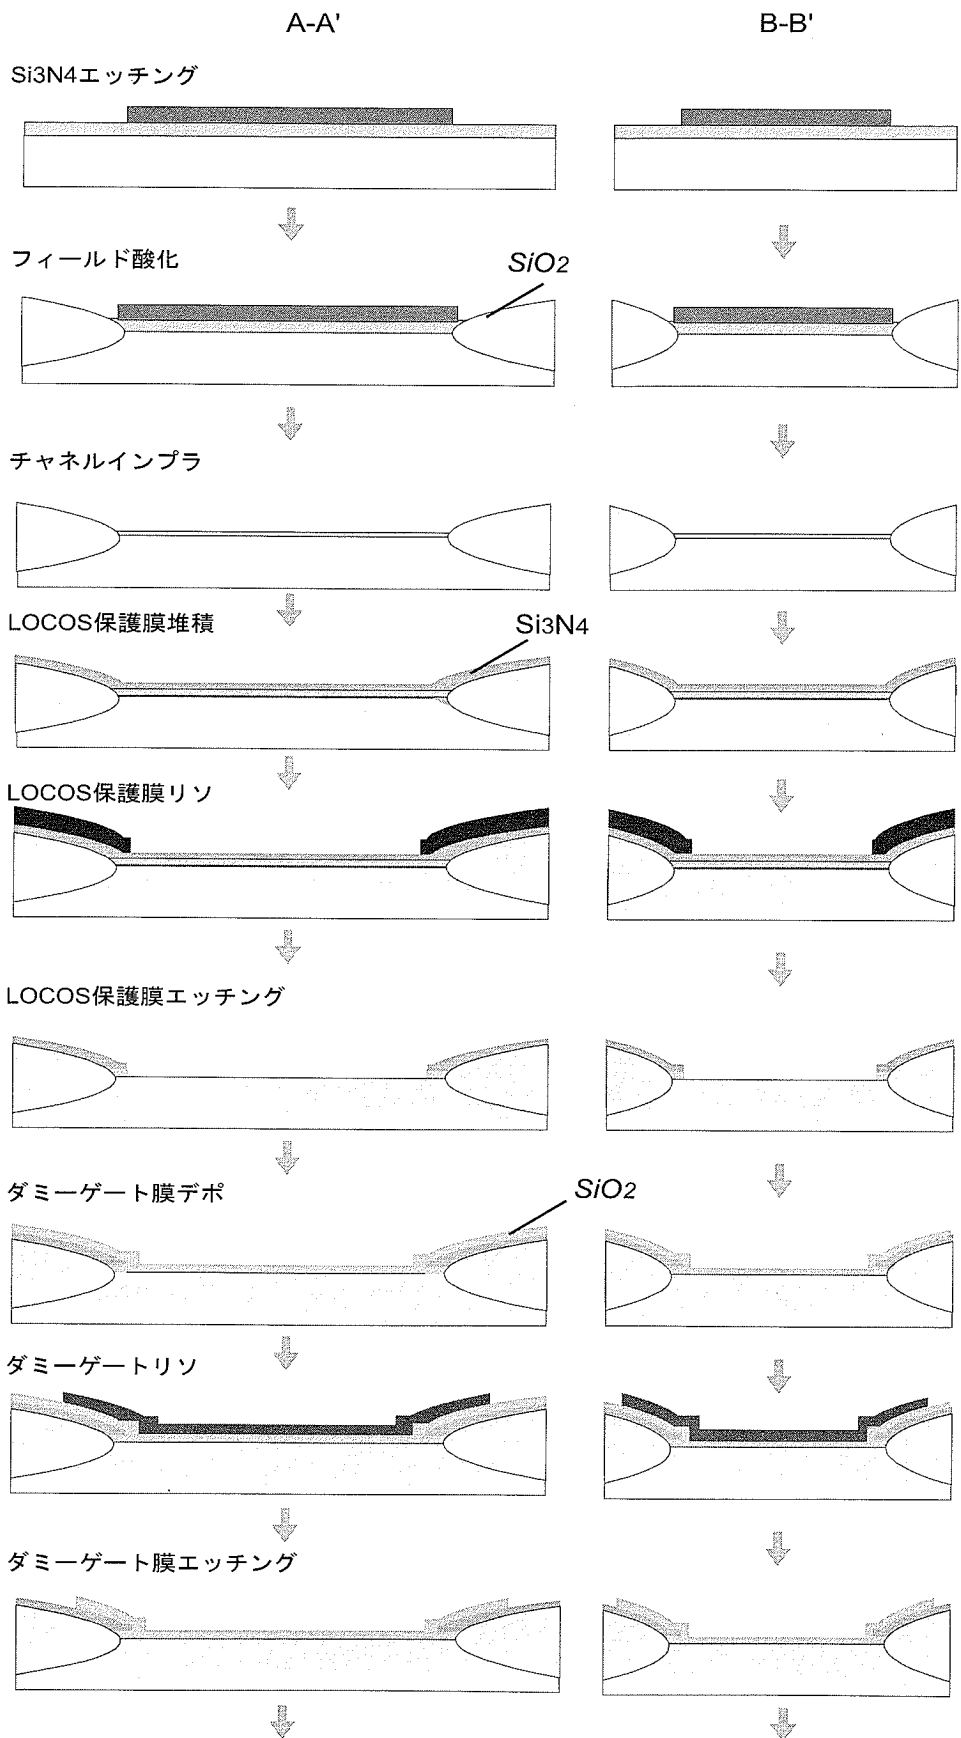 A-A'
B-B'
Si3N4エッチング
フィールド酸化
SiO2
チャネルインプラ
LOCOS保護膜堆積
Si3N4
LOCOS保護膜リソ
LOCOS保護膜エッチング
ダミーゲート膜デポ
SiO2
ダミーゲートリソ
ダミーゲート膜エッチング